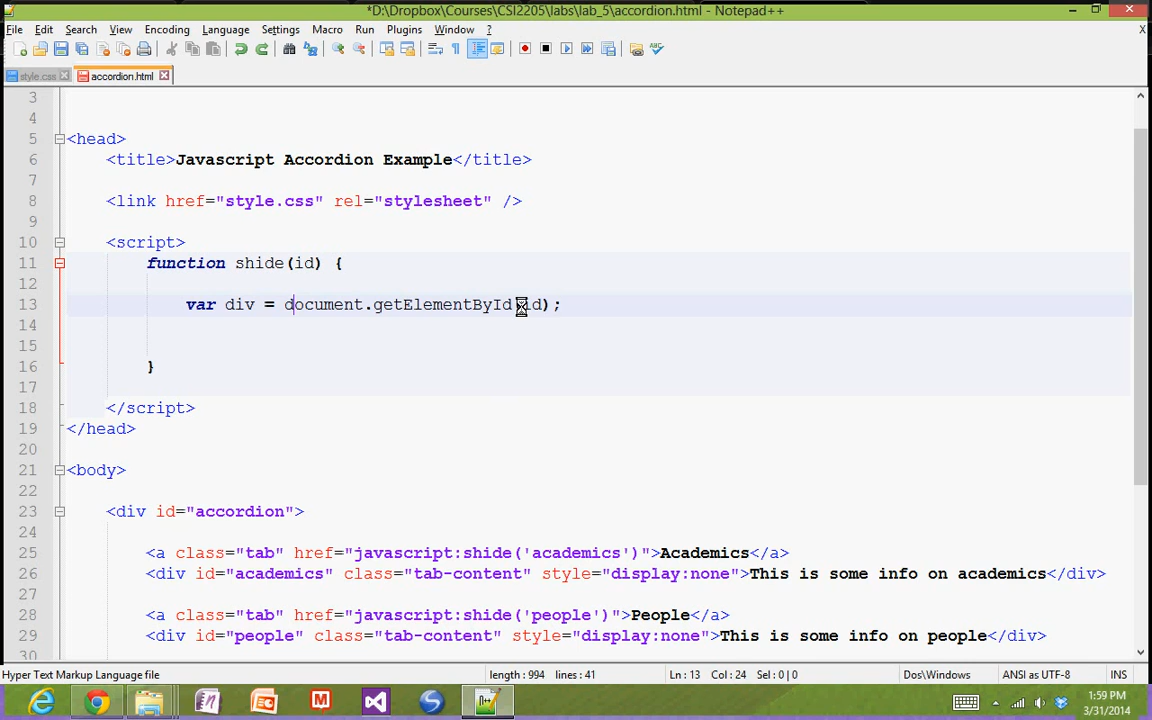 *D:\Dropbox\Courses\CSI2205\labs\lab_5\accordion.html - Notepad++
File Edit Search View Encoding Language Settings Macro Run Plugins Window ? X
style.css accordion.html
3
4
5 <head>
6 <title>Javascript Accordion Example</title>
7
8 <link href="style.css" rel="stylesheet" />
9
10 <script>
11 function shide(id) {
12
13 var div = document.getElementById id);
14
15
16 }
17
18 </script>
19 </head>
20
21 <body>
22
23 <div id="accordion">
24
25 <a class="tab" href="javascript:shide('academics')">Academics</a>
26 <div id="academics" class="tab-content" style="display:none">This is some info on academics</div>
27
28 <a class="tab" href="javascript:shide('people')">People</a>
29 <div id="people" class="tab-content" style="display:none">This is some info on people</div>
30
Hyper Text Markup Language file length : 994 lines : 41 Ln : 13 Col : 24 Sel : 0 | 0 Dos\Windows ANSI as UTF-8 INS
1:59 PM
3/31/2014